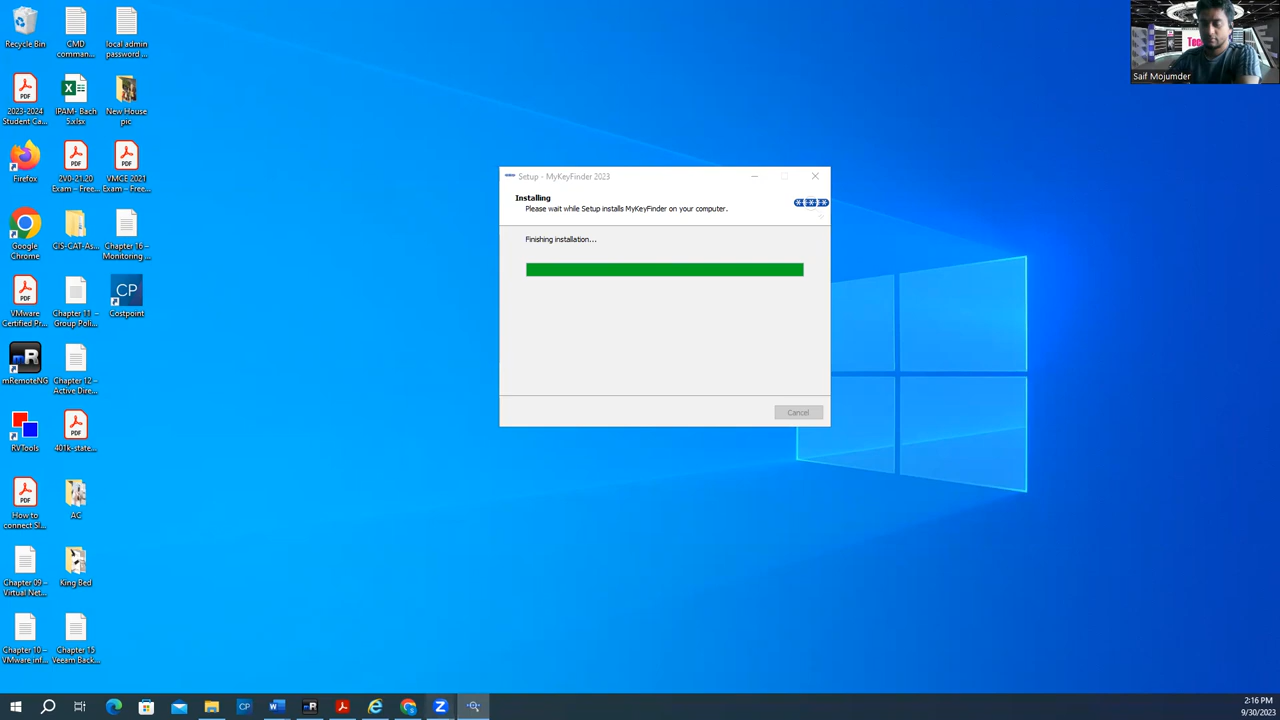 Recycle Bin
CMD
comman...
local admin
password ...
2023-2024
Student Ca...
IPAM- Bach
5.xlsx
New House
pic
Firefox
2V0-21.20
Exam – Free...
VMCE 2021
Exam – Free...
Google
Chrome
CIS-CAT-As...
Chapter 16 –
Monitoring ...
VMware
Certified Pr...
Chapter 11 –
Group Poli...
CP
Costpoint
mR
mRemoteNG
Chapter 12 –
Active Dire...
RVTools
401k-state...
How to
connect SI...
AC
Chapter 09 –
Virtual Net...
King Bed
Chapter 10 –
VMware inf...
Chapter 15
Veeam Back...
Setup - MyKeyFinder 2023
Installing
Please wait while Setup installs MyKeyFinder on your computer.
Finishing installation...
Cancel
Saif Mojumder
2:16 PM
9/30/2023